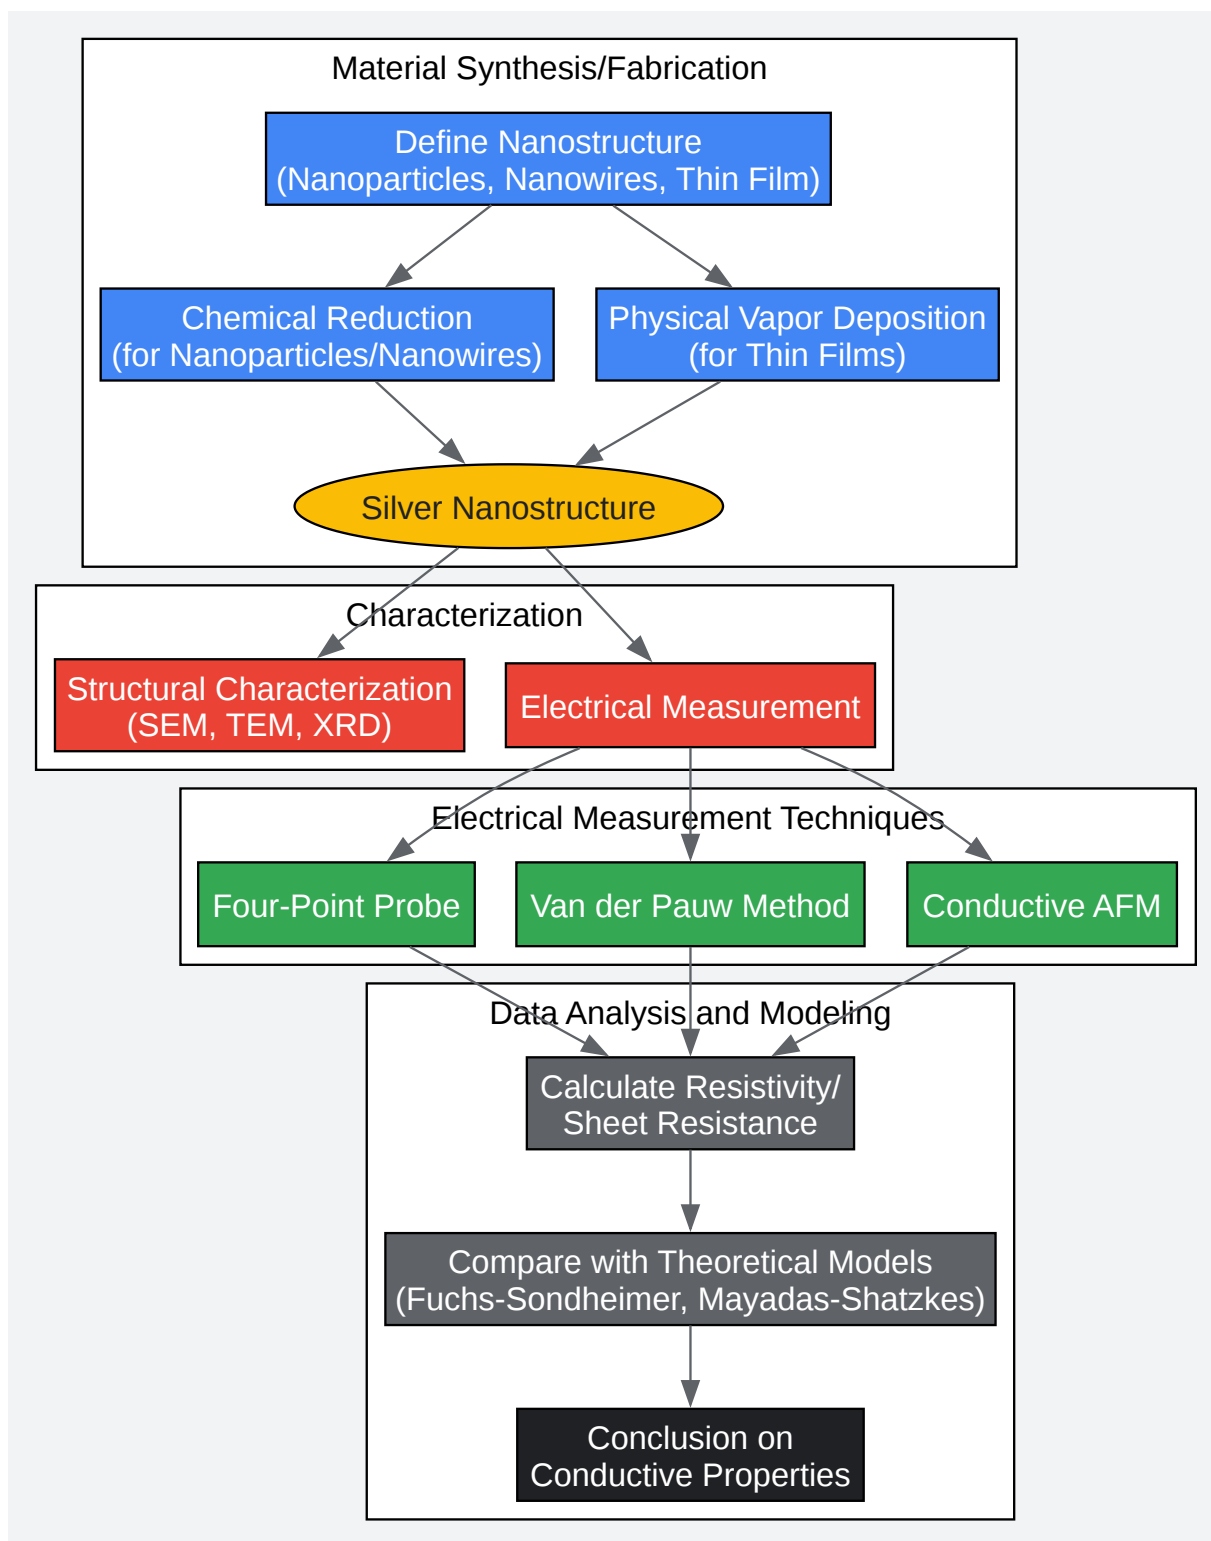 Material Synthesis/Fabrication
Define Nanostructure
(Nanoparticles, Nanowires, Thin Film)
Chemical Reduction
(for Nanoparticles/Nanowires)
Physical Vapor Deposition
(for Thin Films)
Silver Nanostructure
Characterization
Structural Characterization
(SEM, TEM, XRD)
Electrical Measurement
Electrical Measurement Techniques
Four-Point Probe
Van der Pauw Method
Conductive AFM
Data Analysis and Modeling
Calculate Resistivity/
Sheet Resistance
Compare with Theoretical Models
(Fuchs-Sondheimer, Mayadas-Shatzkes)
Conclusion on
Conductive Properties